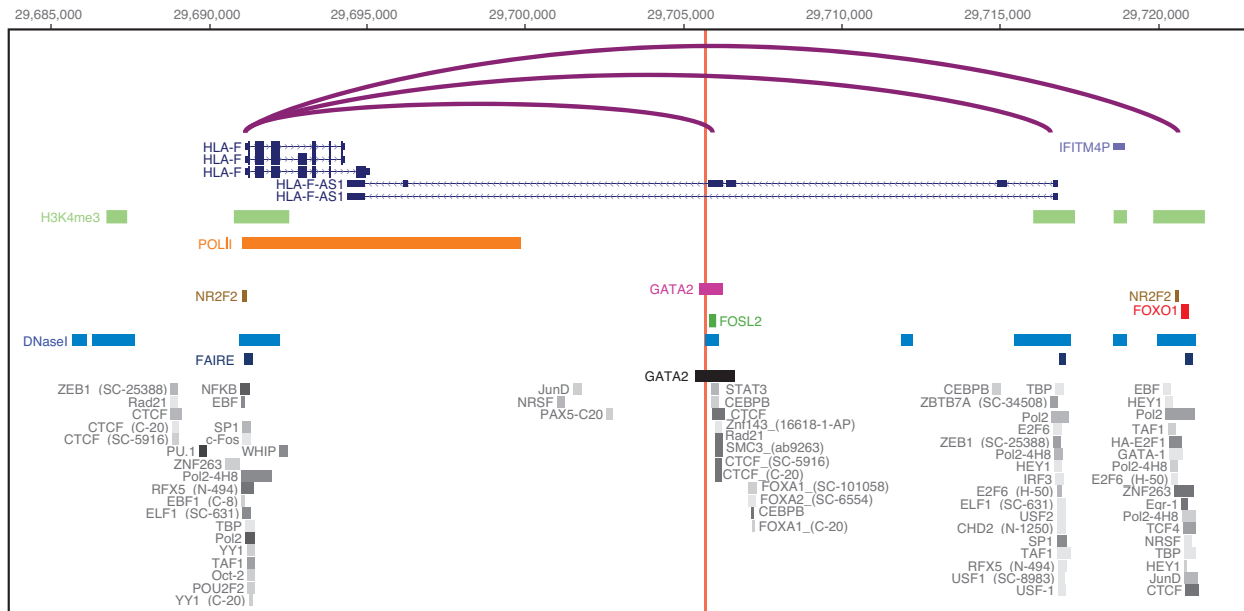 29,685,000 29,690,000 29,695,000 29,700,000 29,705,000 29,710,000 29,715,000 29,720,000
HLA-F IFITM4P
HLA-F
HLA-F
HLA-F-AS1
HLA-F-AS1
H3K4me3
POLII
GATA2
NR2F2 NR2F2
FOXO1
FOSL2
DNaseI
FAIRE
GATA2
ZEB1 (SC-25388) NFKB JunD STAT3 CEBPB TBP EBF
Rad21 EBF NRSF CEBPB ZBTB7A (SC-34508) HEY1
CTCF PAX5-C20 CTCF Pol2 Pol2
CTCF (C-20) SP1 Znf143_(16618-1-AP) E2F6 TAF1
CTCF (SC-5916) c-Fos Rad21 ZEB1 (SC-25388) HA-E2F1
PU.1 WHIP SMC3_(ab9263) Pol2-4H8 GATA-1
ZNF263 CTCF_(SC-5916) HEY1 Pol2-4H8
Pol2-4H8 CTCF_(C-20) IRF3 E2F6 (H-50)
RFX5 (N-494) FOXA1_(SC-101058) E2F6 (H-50) ZNF263
EBF1 (C-8) FOXA2_(SC-6554) ELF1 (SC-631) Egr-1
ELF1 (SC-631) CEBPB USF2 Pol2-4H8
TBP FOXA1_(C-20) CHD2 (N-1250) TCF4
Pol2 SP1 NRSF
YY1 TAF1 TBP
TAF1 RFX5 (N-494) HEY1
Oct-2 USF1 (SC-8983) JunD
POU2F2 USF-1 CTCF
YY1 (C-20)